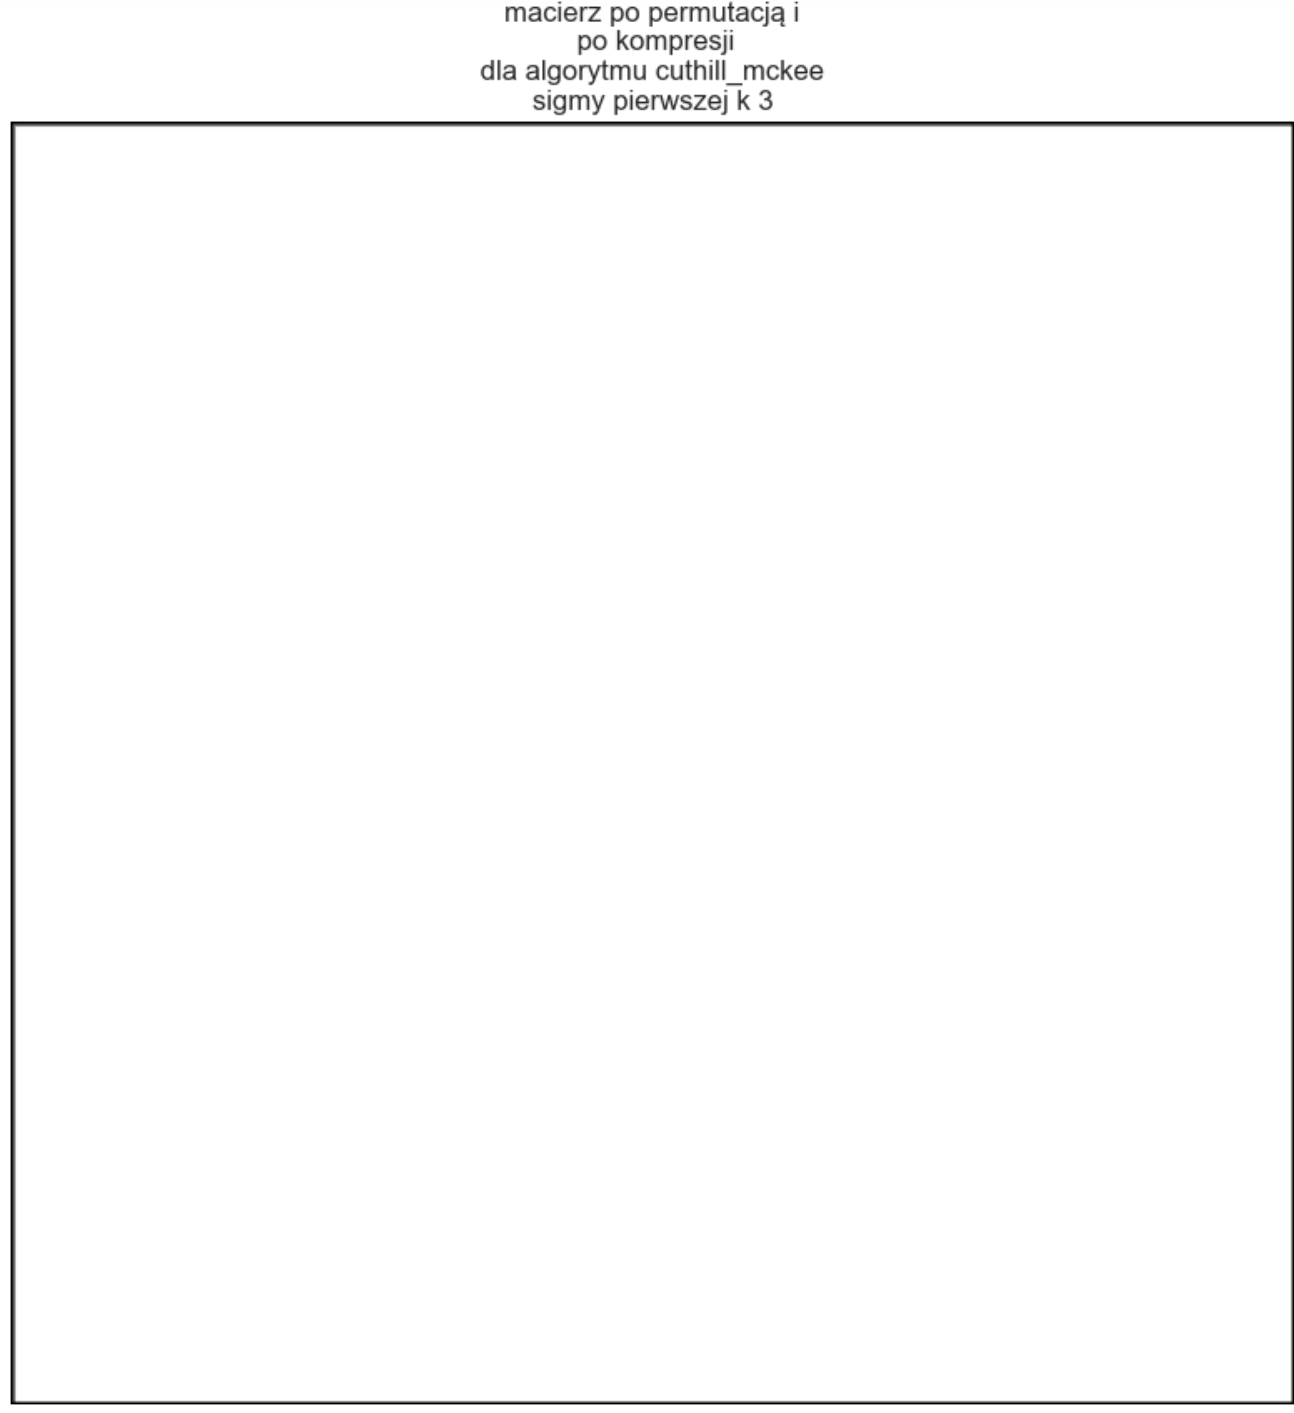 macierz po permutacją i
po kompresji
dla algorytmu cuthill_mckee
sigmy pierwszej k 3